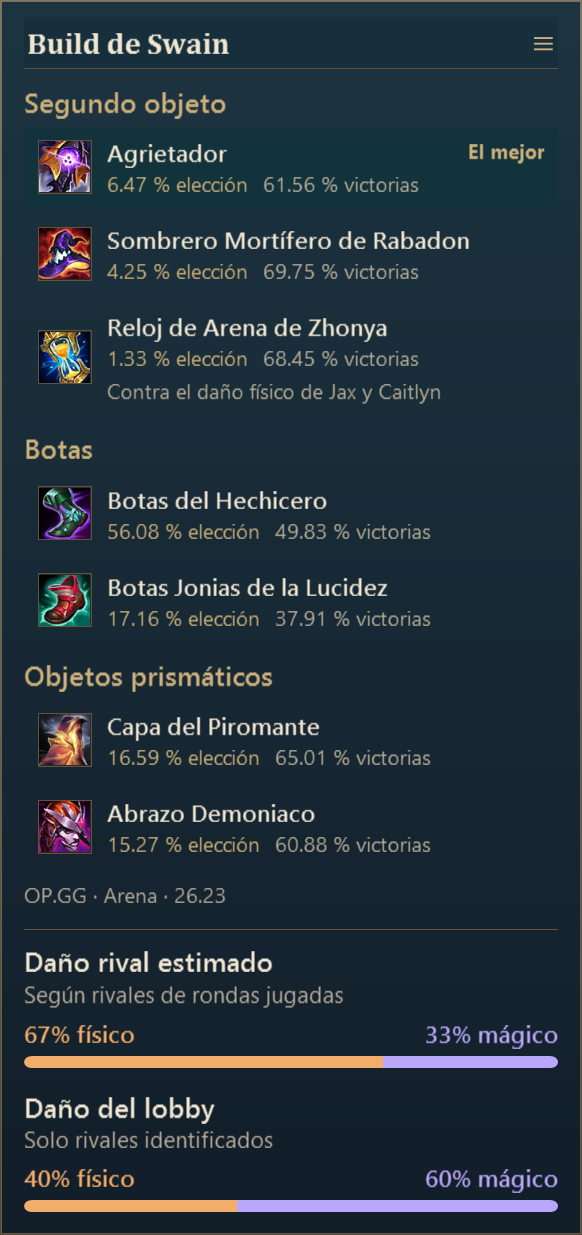 Build de Swain
Segundo objeto
Agrietador
El mejor
6.47 % elección 61.56 % victorias
Sombrero Mortífero de Rabadon
4.25 % elección 69.75 % victorias
Reloj de Arena de Zhonya
1.33 % elección 68.45 % victorias
Contra el daño físico de Jax y Caitlyn
Botas
Botas del Hechicero
56.08 % elección 49.83 % victorias
Botas Jonias de la Lucidez
17.16 % elección 37.91 % victorias
Objetos prismáticos
Capa del Piromante
16.59 % elección 65.01 % victorias
Abrazo Demoniaco
15.27 % elección 60.88 % victorias
OP.GG · Arena · 26.23
Daño rival estimado
Según rivales de rondas jugadas
67% físico 33% mágico
Daño del lobby
Solo rivales identificados
40% físico 60% mágico